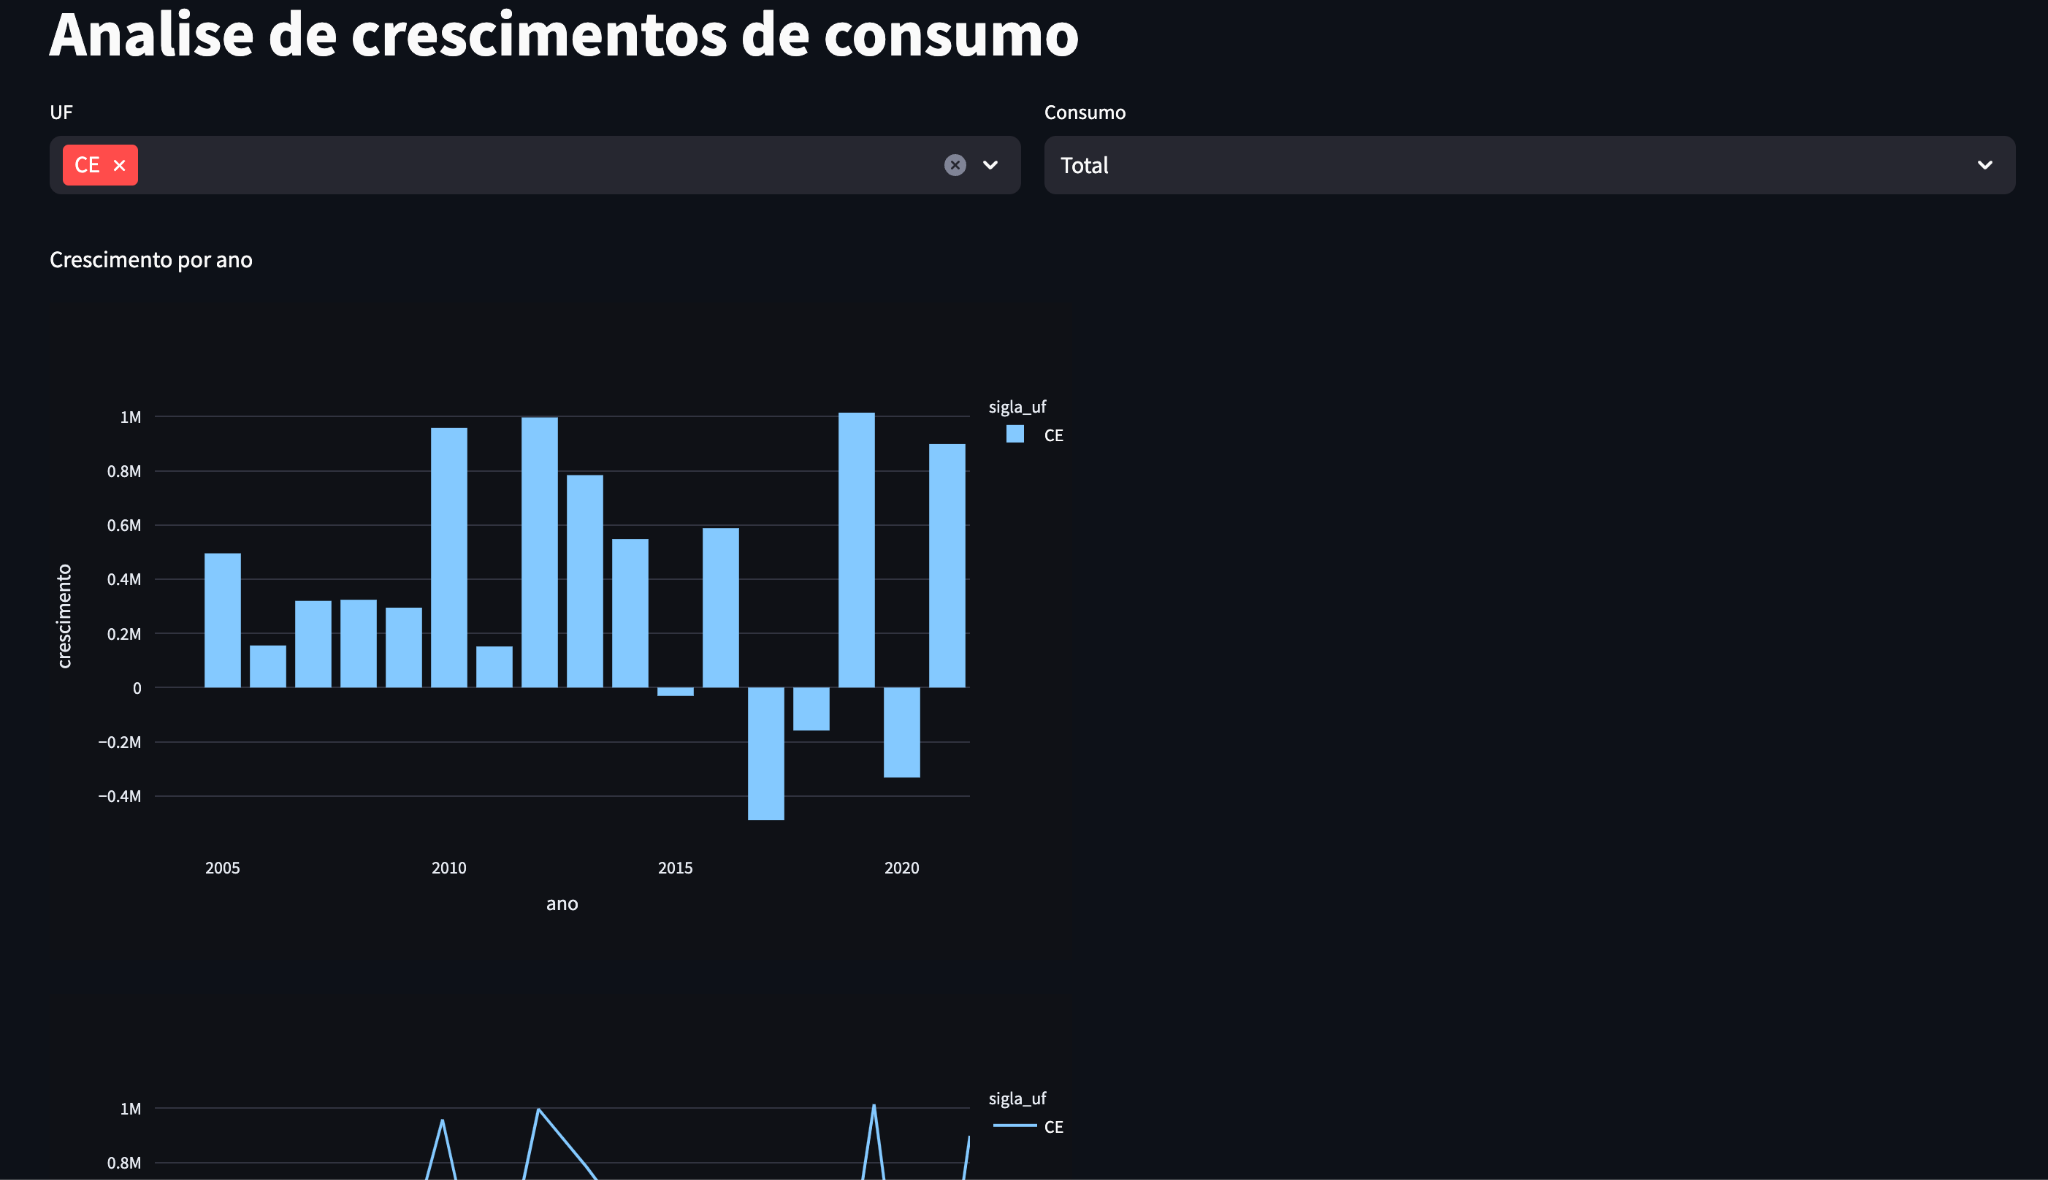 Analise de crescimentos de consumo
UF
Consumo
CE
Total
Crescimento por ano
sigla_uf
CE
1M
0.8M
0.6M
0.4M
0.2M
0
−0.2M
−0.4M
crescimento
2005
2010
2015
2020
ano
sigla_uf
CE
1M
0.8M